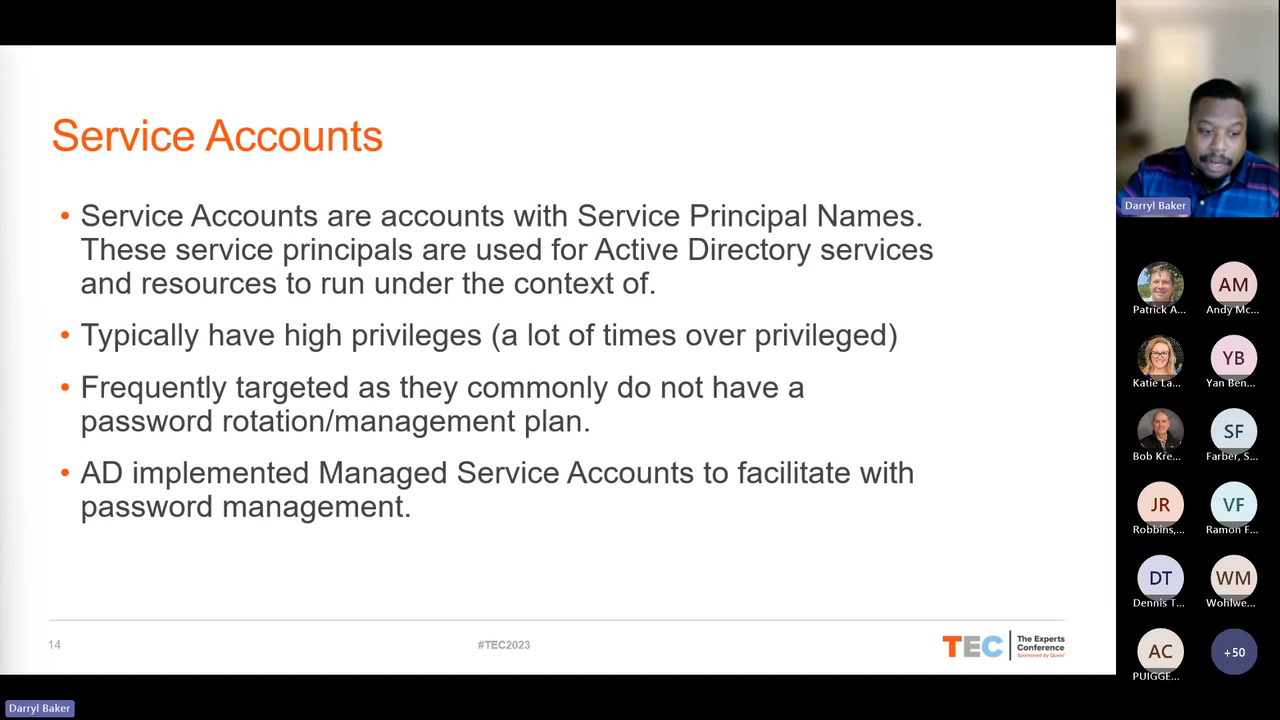 Service Accounts
• Service Accounts are accounts with Service Principal Names.
These service principals are used for Active Directory services
and resources to run under the context of.
• Typically have high privileges (a lot of times over privileged)
• Frequently targeted as they commonly do not have a
password rotation/management plan.
• AD implemented Managed Service Accounts to facilitate with
password management.
14
#TEC2023
TEC
The Experts
Conference
Sponsored by Quest
Darryl Baker
Patrick A...
AM
Andy Mc...
Katie La...
YB
Yan Ben...
Bob Kre...
SF
Farber, S...
JR
Robbins,...
VF
Ramon F...
DT
Dennis T...
WM
Wohlwe...
AC
PUIGGE...
+50
Darryl Baker